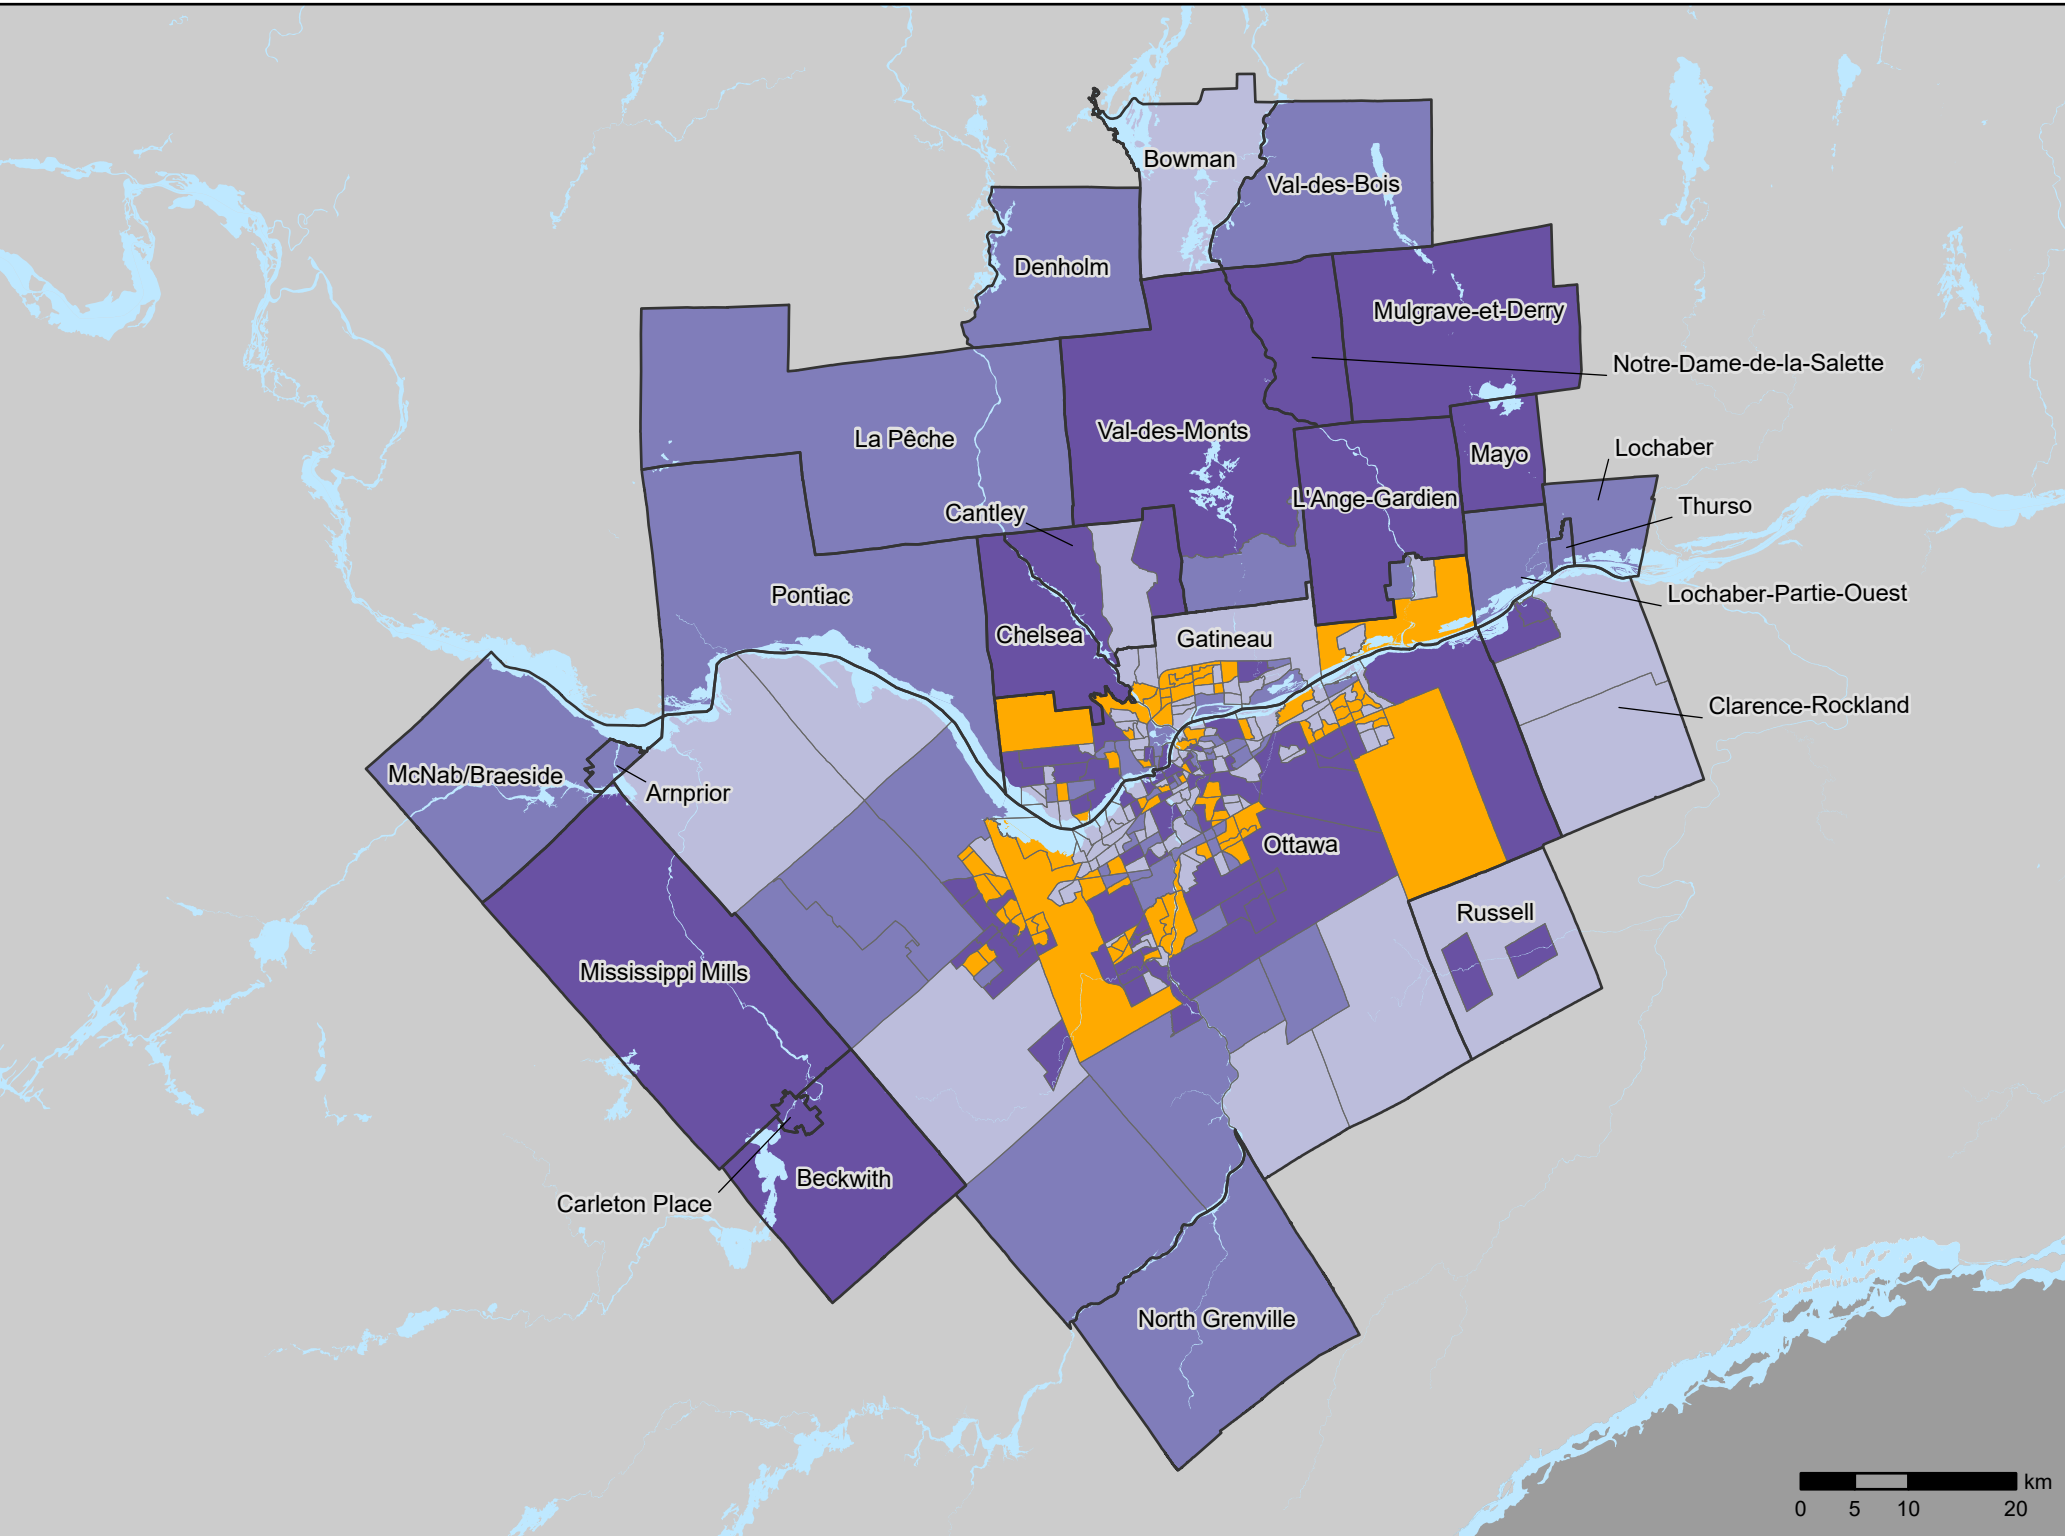 Bowman
Val-des-Bois
Denholm
Mulgrave-et-Derry
Notre-Dame-de-la-Salette
La Pêche
Val-des-Monts
Mayo
Lochaber
L'Ange-Gardien
Cantley
Thurso
Pontiac
Lochaber-Partie-Ouest
Chelsea
Gatineau
Clarence-Rockland
McNab/Braeside
Arnprior
Ottawa
Russell
Mississippi Mills
Beckwith
Carleton Place
North Grenville
km
0 5 10 20